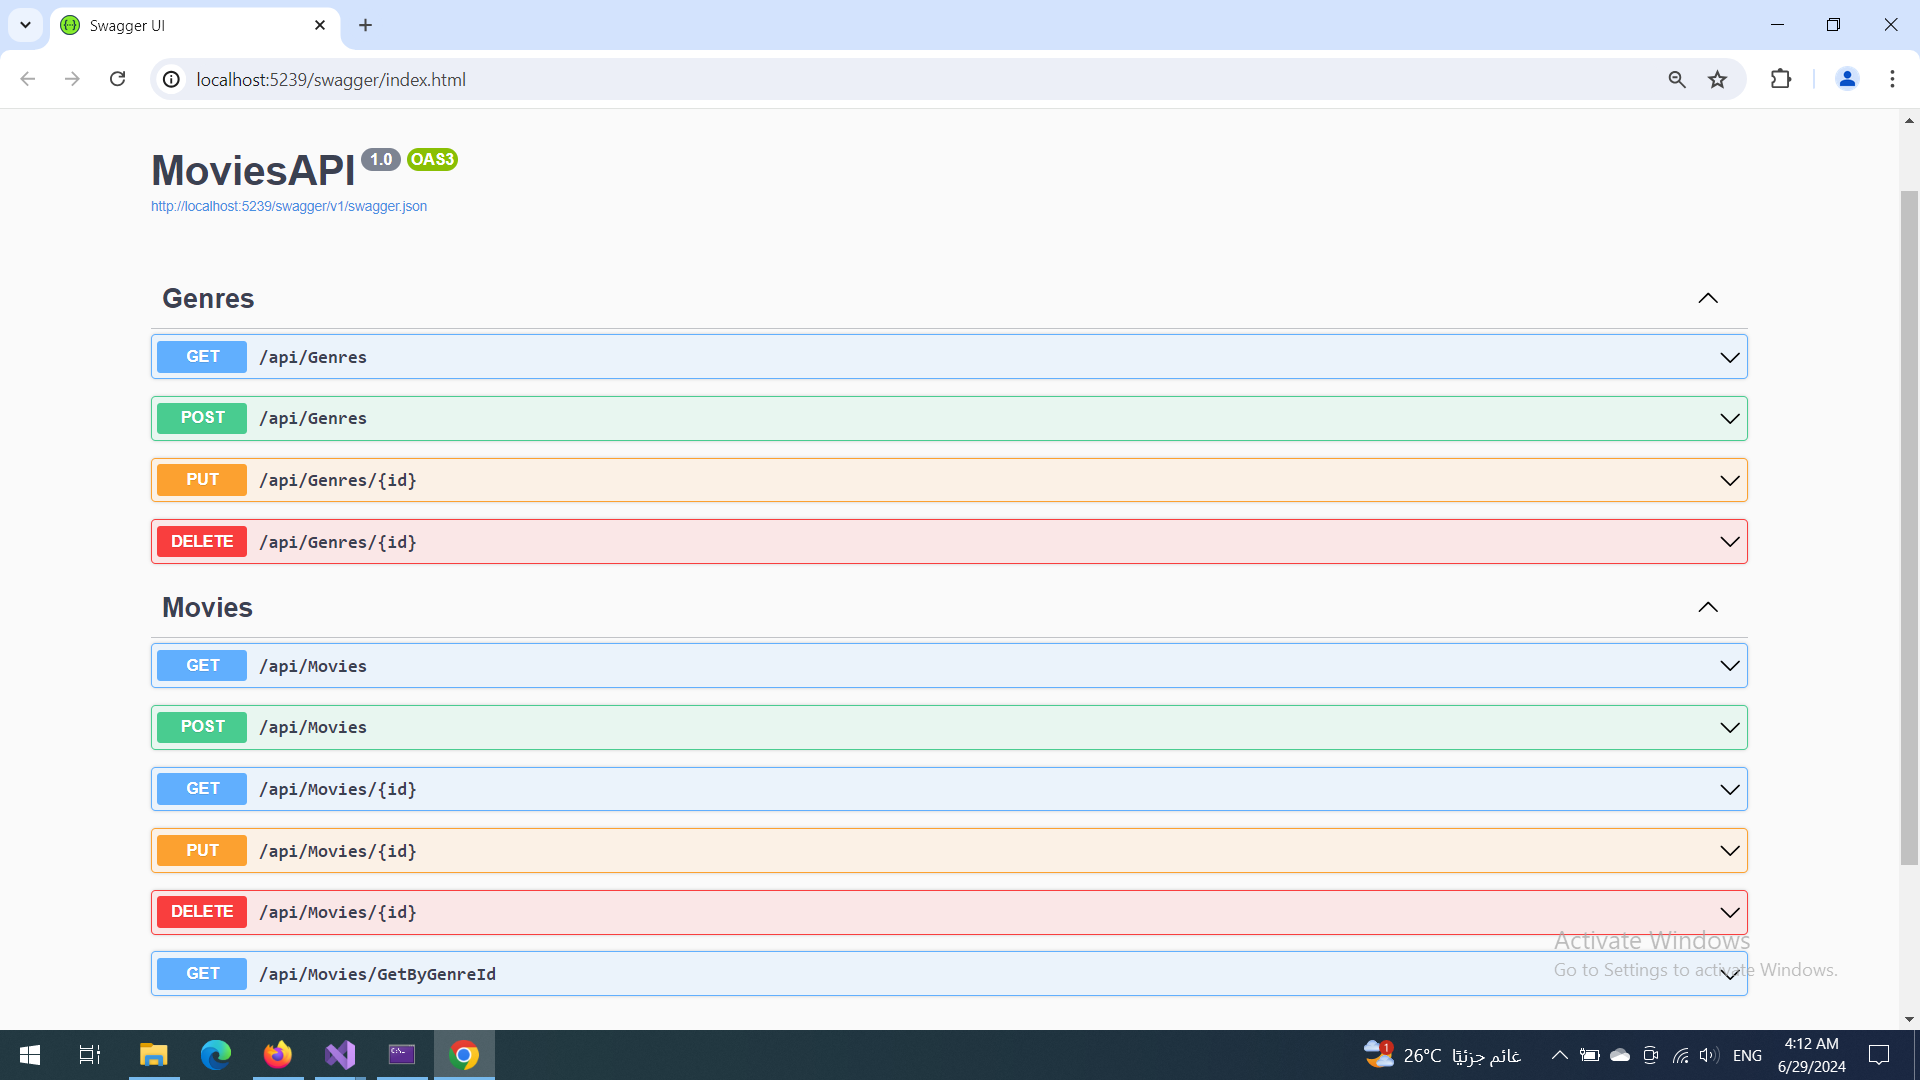 Swagger UI
localhost:5239/swagger/index.html
MoviesAPI 1.0 OAS3
http://localhost:5239/swagger/v1/swagger.json
Genres
GET /api/Genres
POST /api/Genres
PUT /api/Genres/{id}
DELETE /api/Genres/{id}
Movies
GET /api/Movies
POST /api/Movies
GET /api/Movies/{id}
PUT /api/Movies/{id}
DELETE /api/Movies/{id}
GET /api/Movies/GetByGenreId
Activate Windows
Go to Settings to activate Windows.
1
26°C غائم جزئيًا
ENG
4:12 AM
6/29/2024